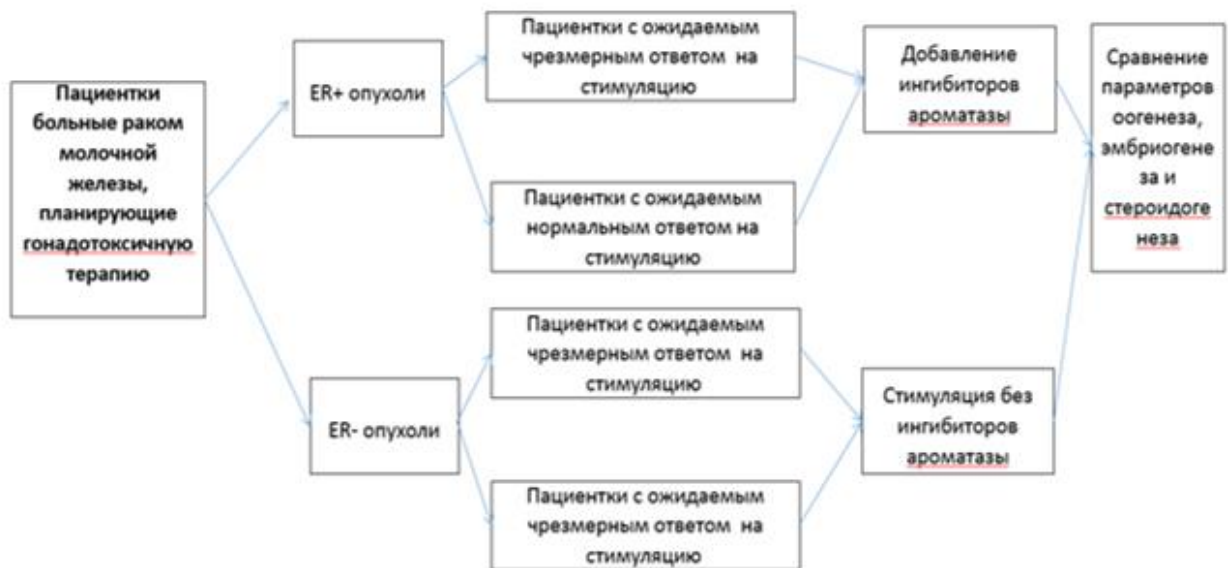 Пациентки
больные раком
молочной
железы,
планирующие
гонадотоксичную
терапию
ER+ опухоли
ER- опухоли
Пациентки с ожидаемым
чрезмерным ответом на
стимуляцию
Пациентки с ожидаемым
нормальным ответом на
стимуляцию
Пациентки с ожидаемым
чрезмерным ответом на
стимуляцию
Пациентки с ожидаемым
чрезмерным ответом на
стимуляцию
Добавление
ингибиторов
ароматазы
Стимуляция без
ингибиторов
ароматазы
Сравнение
параметров
оогенеза,
эмбриогене
за и
стероидоге
неза